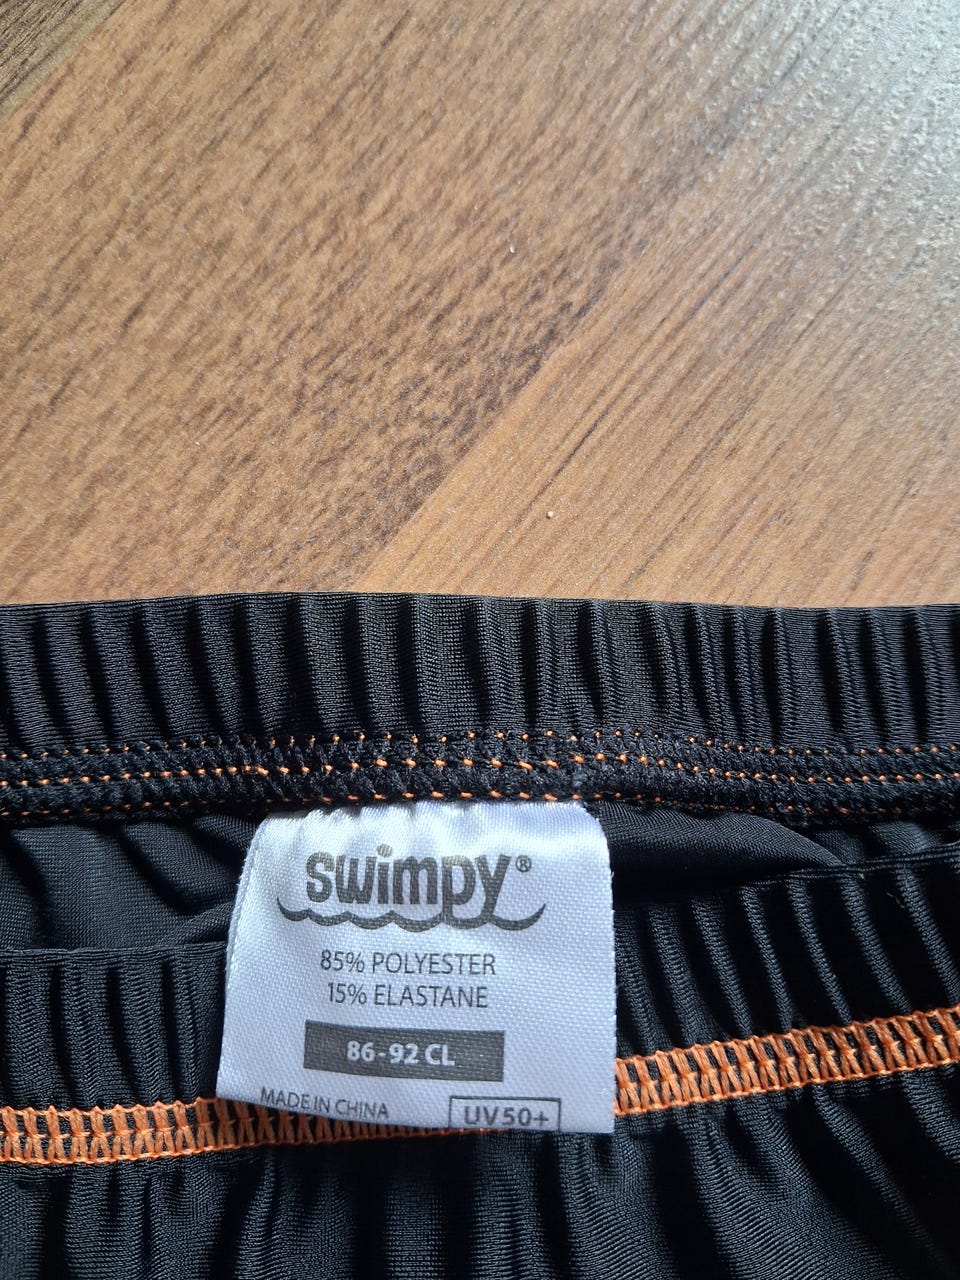 swimpy®
85% POLYESTER
15% ELASTANE
86-92 CL
MADE IN CHINA
UV50+